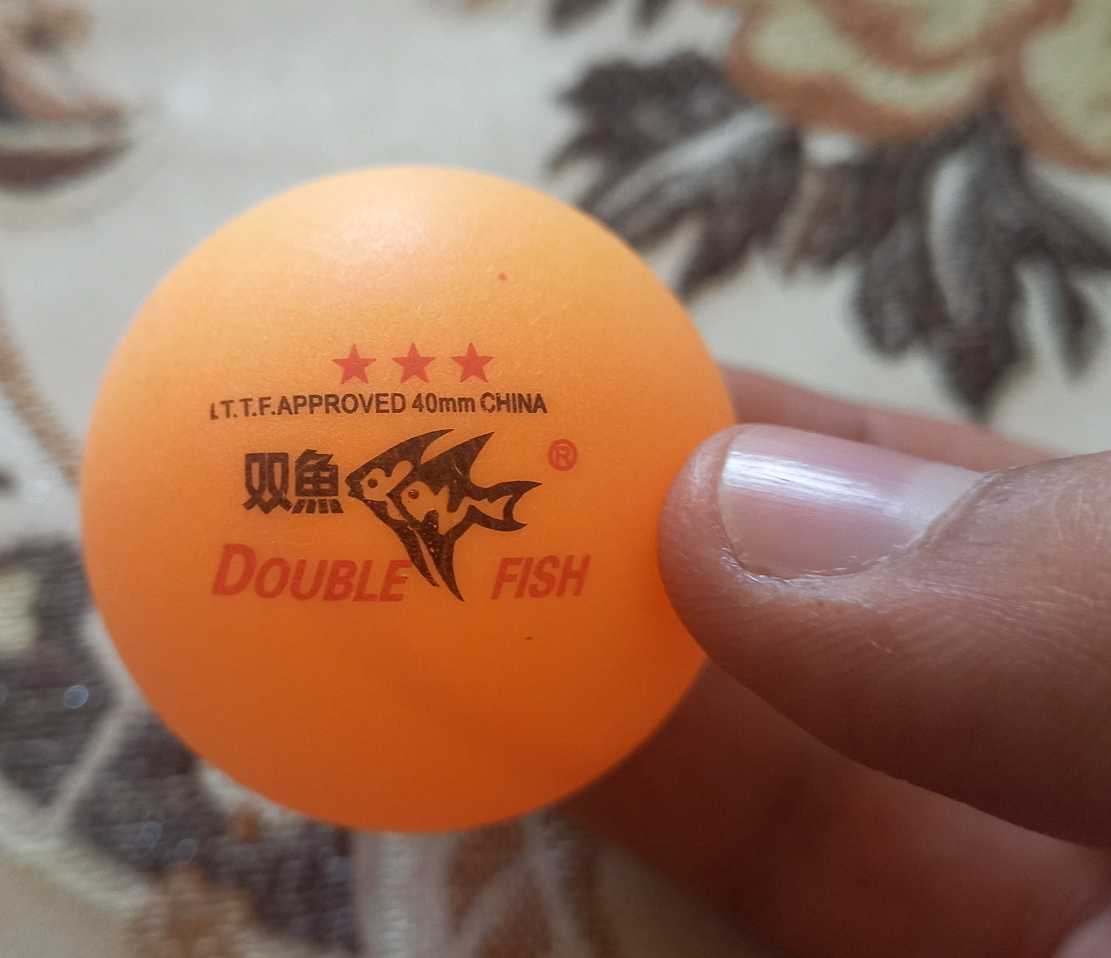 I.T.T.F.APPROVED 40mm CHINA
双魚 ®
DOUBLE FISH